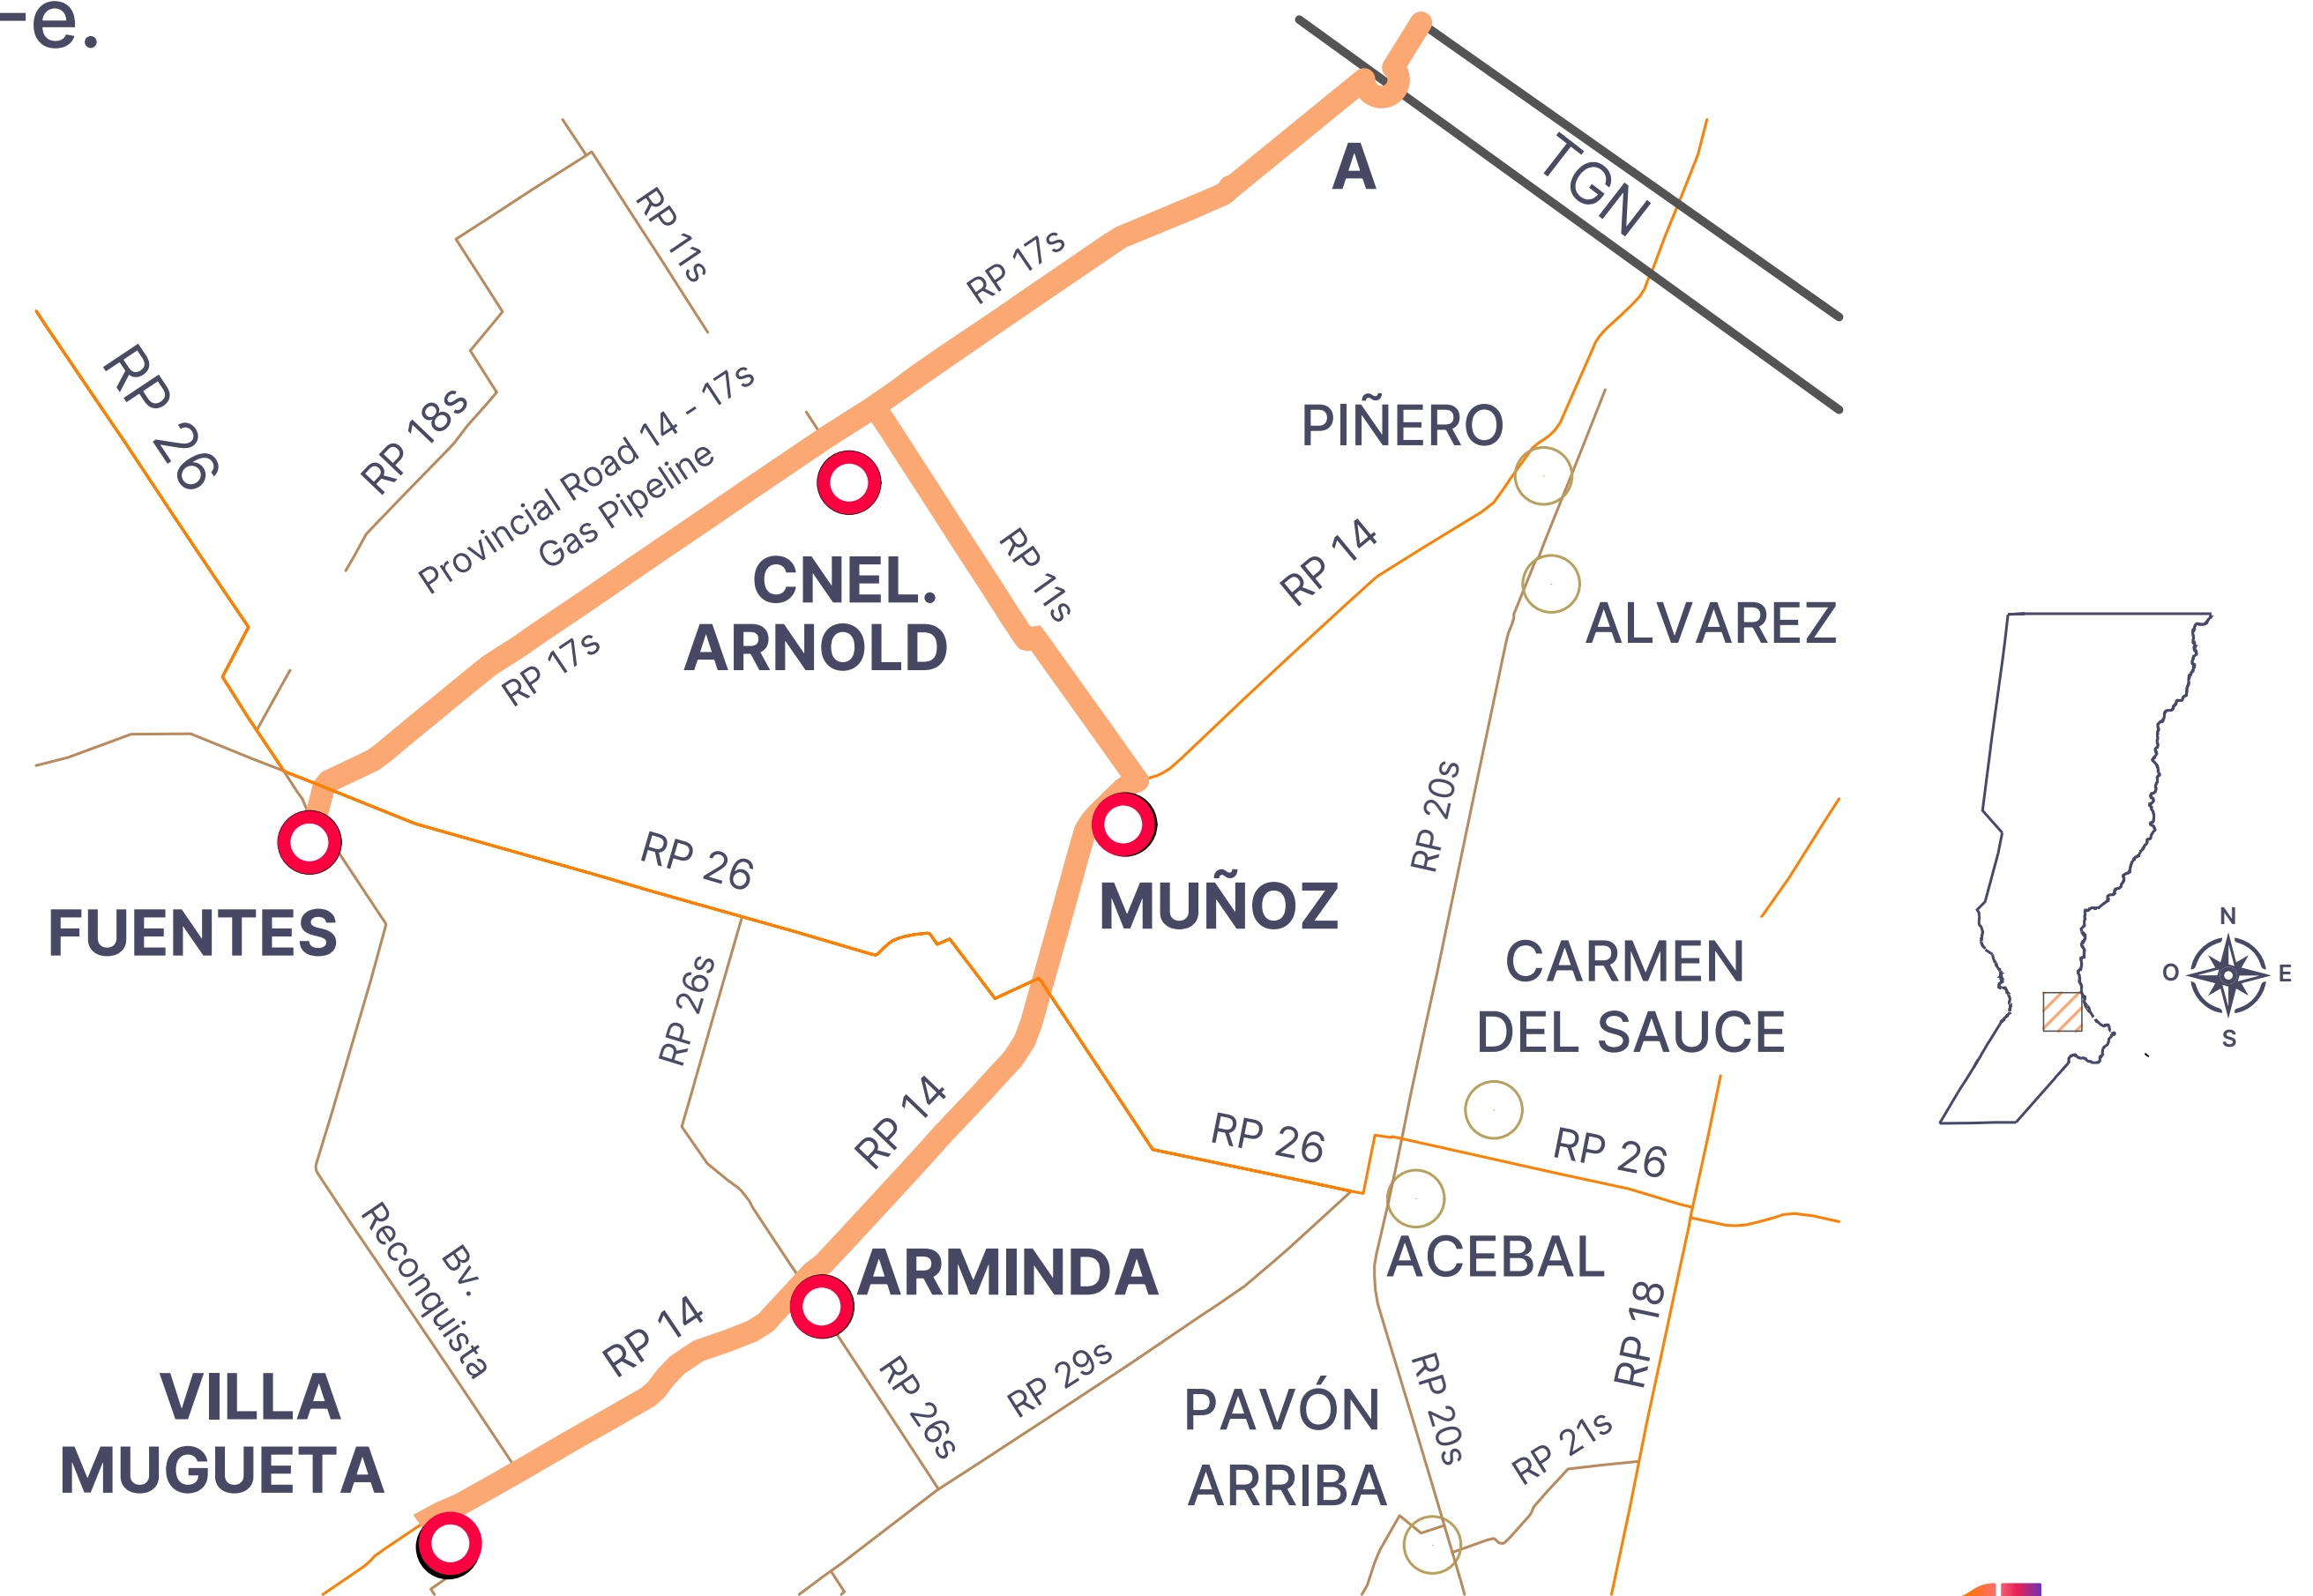 e.
A
TGN
RP 11s
RP 17s
RP 26
RP 18s
Provincial Road 14 - 17s
Gas Pipeline
PIÑERO
RP 11s
RP 14
CNEL.
ARNOLD
ALVAREZ
RP 17s
RP 20s
RP 26
MUÑOZ
FUENTES
N
O
E
S
CARMEN
DEL SAUCE
RP 26s
RP 14
RP 26
RP 26
ARMINDA
ACEBAL
Bv.
Reconquista
RP 14
RP 18
RP 29s
RP 26s
RP 20s
VILLA
MUGUETA
PAVÓN
ARRIBA
RP 21s